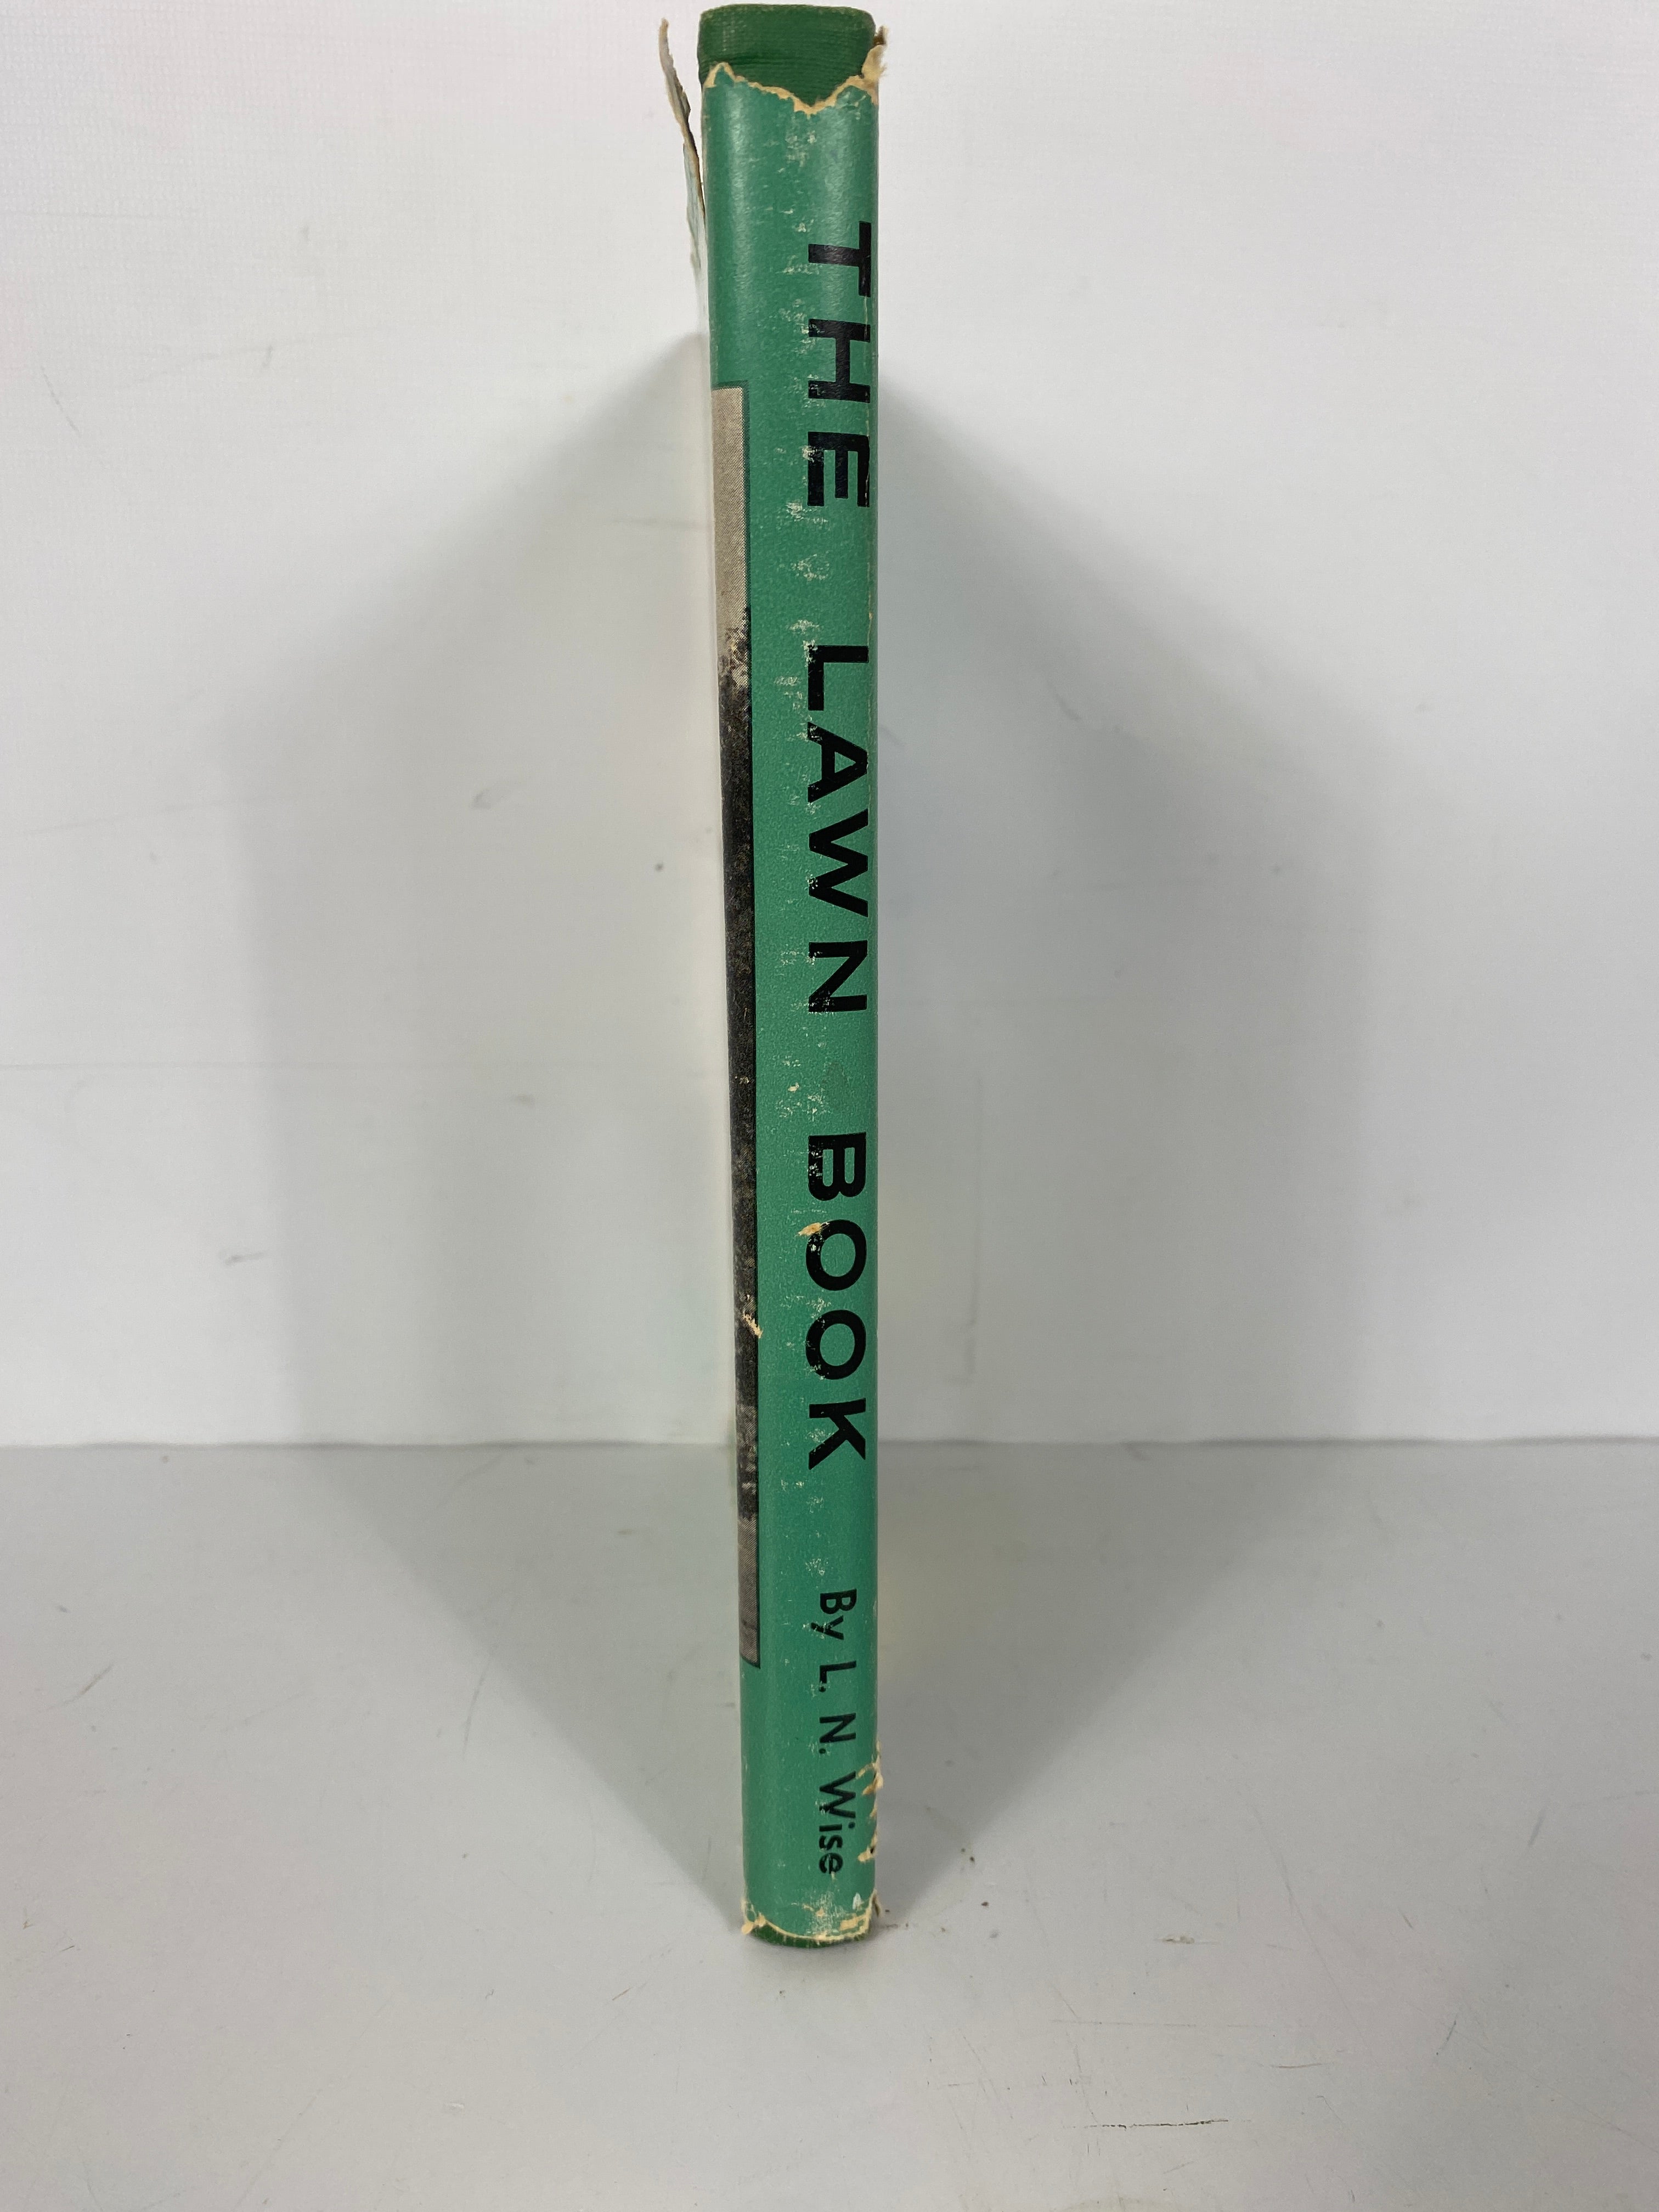 THE LAWN BOOK By L. N. Wise